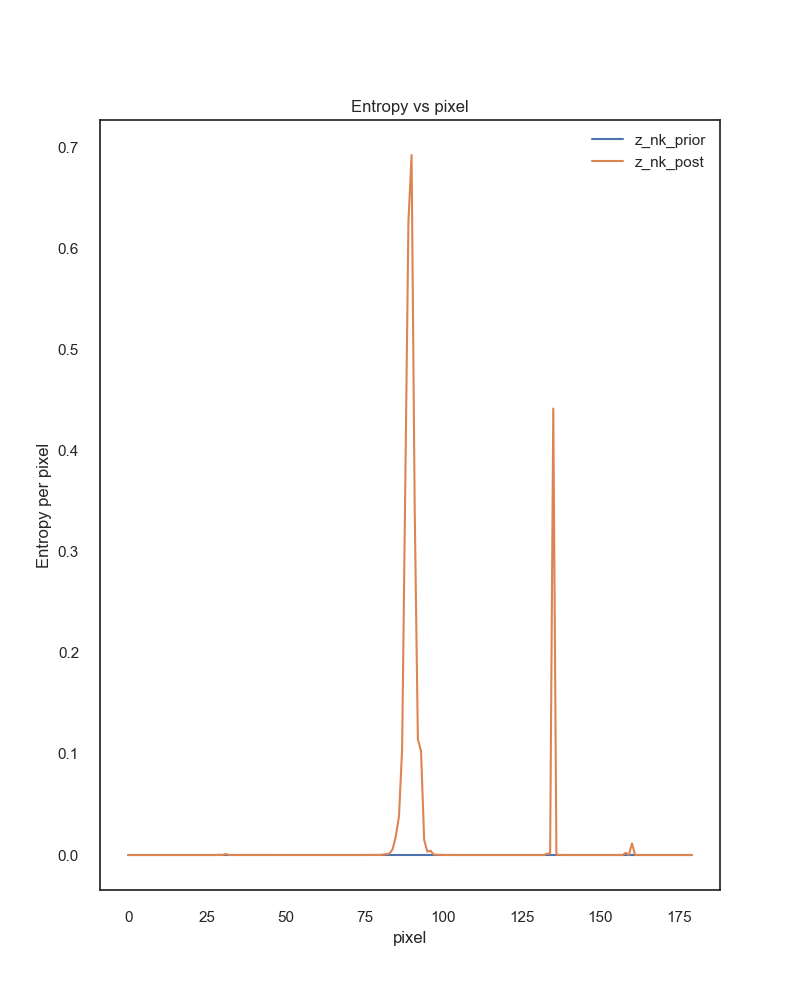 Entropy vs pixel
z_nk_prior
z_nk_post
0.7
0.6
0.5
0.4
0.3
0.2
0.1
0.0
Entropy per pixel
0 25 50 75 100 125 150 175
pixel